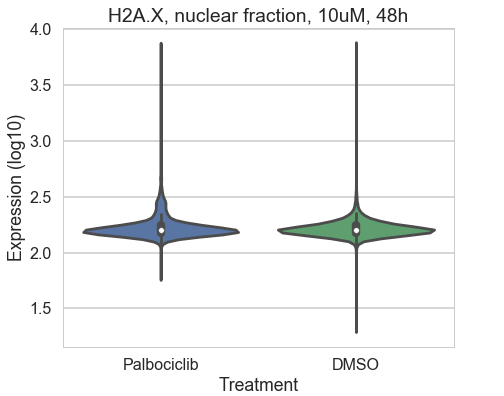 H2A.X, nuclear fraction, 10uM, 48h
4.0
3.5
3.0
2.5
2.0
1.5
Expression (log10)
Palbociclib
DMSO
Treatment